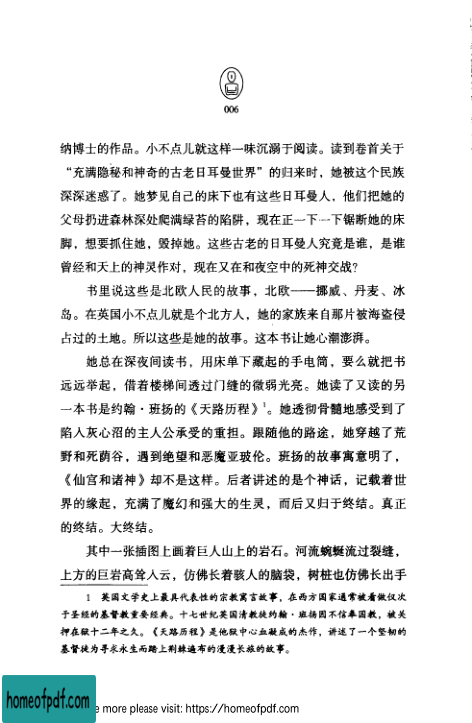 006
纳博士的作品。小不点儿就这样一味沉溺于阅读。读到卷首关于
“充满隐秘和神奇的古老日耳曼世界”的归来时，她被这个民族
深深迷惑了。她梦见自己的床下也有这些日耳曼人，他们把她的
父母扔进森林深处爬满绿苔的陷阱，现在正一下一下锯断她的床
脚，想要抓住她，毁掉她。这些古老的日耳曼人究竟是谁，是谁
曾经和天上的神灵作对，现在又在和夜空中的死神交战？
书里说这些是北欧人民的故事，北欧——挪威、丹麦、冰
岛。在英国小不点儿就是个北方人，她的家族来自那片被海盗侵
占过的土地。所以这些是她的故事。这本书让她心潮澎湃。
她总在深夜间读书，用床单下藏起的手电筒，要么就把书
远远举起，借着楼梯间透过门缝的微弱光亮。她读了又读的另
一本书是约翰·班扬的《天路历程》¹。她透彻骨髓地感受到了
陷入灰心沼的主人公承受的重担。跟随他的路途，她穿越了荒
野和死荫谷，遇到绝望和恶魔亚玻伦。班扬的故事寓意明了，
《仙宫和诸神》却不是这样。后者讲述的是个神话，记载着世
界的缘起，充满了魔幻和强大的生灵，而后又归于终结。真正
的终结。大终结。
其中一张插图上画着巨人山上的岩石。河流蜿蜒流过裂缝，
上方的巨岩高耸入云，仿佛长着骇人的脑袋，树桩也仿佛长出手
1 英国文学史上最具代表性的宗教寓言故事，在西方国家通常被看做仅次
于圣经的基督教重要经典。十七世纪英国清教徒约翰·班扬因不信奉国教，被关
押在狱十二年之久。《天路历程》是他狱中心血凝成的杰作，讲述了一个坚韧的
基督徒为寻求永生而踏上荆棘遍布的漫漫长旅的故事。
homeofpdf.com
e more please visit: https://homeofpdf.com